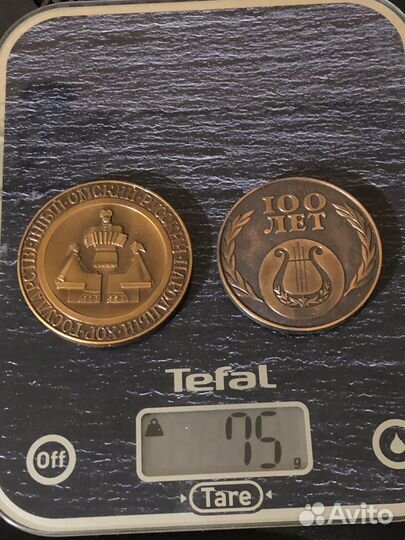 ГОСУДАРСТВЕННЫЙ·ОМСКИЙ·РУССКИЙ·НАРОДНЫЙ·ХОР·
100
ЛЕТ
Tefal
75 g
Off
Tare
Avito